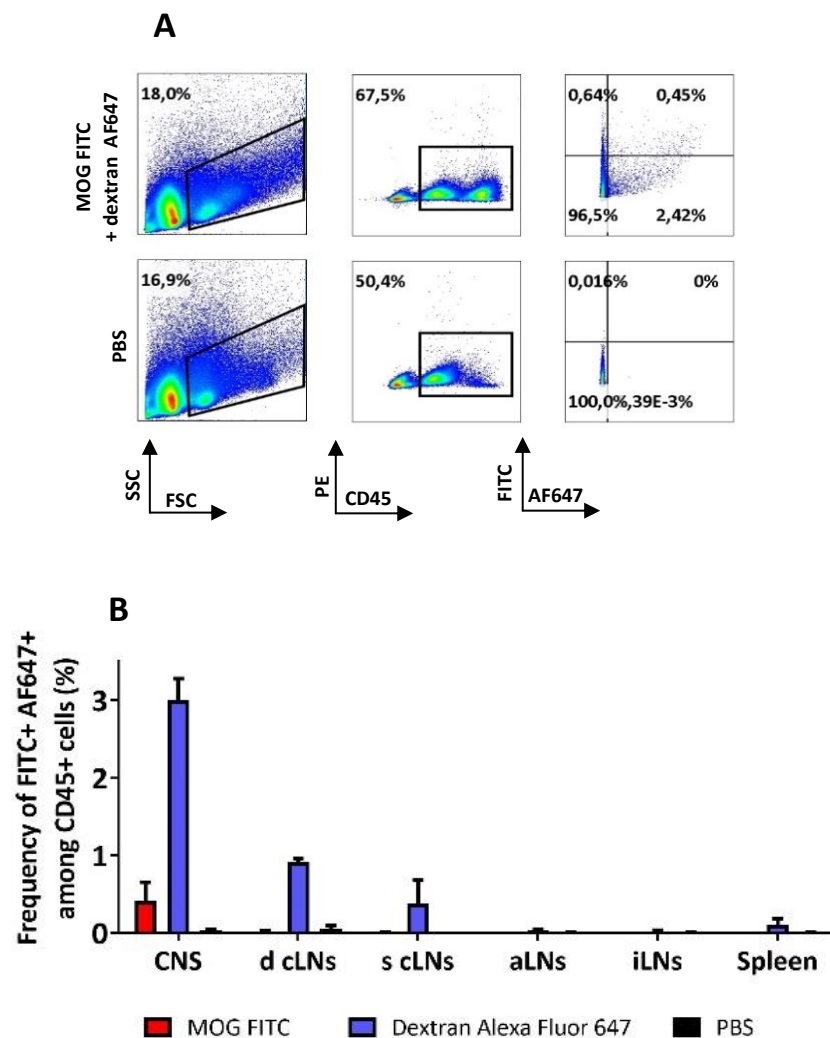 A
MOG FITC
+ dextran AF647
18,0%
67,5%
0,64%
0,45%
96,5%
2,42%
PBS
16,9%
50,4%
0,016%
0%
100,0%,39E-3%
SSC
FSC
PE
CD45
FITC
AF647
B
Frequency of FITC+ AF647+
among CD45+ cells (%)
3
2
1
0
CNS
d cLNs
s cLNs
aLNs
iLNs
Spleen
MOG FITC
Dextran Alexa Fluor 647
PBS